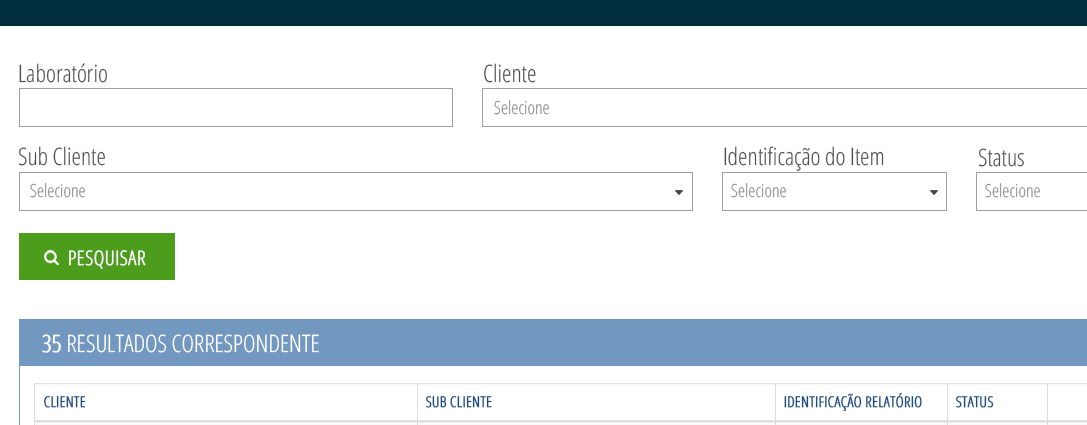 Laboratório Cliente
Selecione
Sub Cliente Identificação do Item Status
Selecione Selecione Selecione
PESQUISAR
35 RESULTADOS CORRESPONDENTE
CLIENTE SUB CLIENTE IDENTIFICAÇÃO RELATÓRIO STATUS